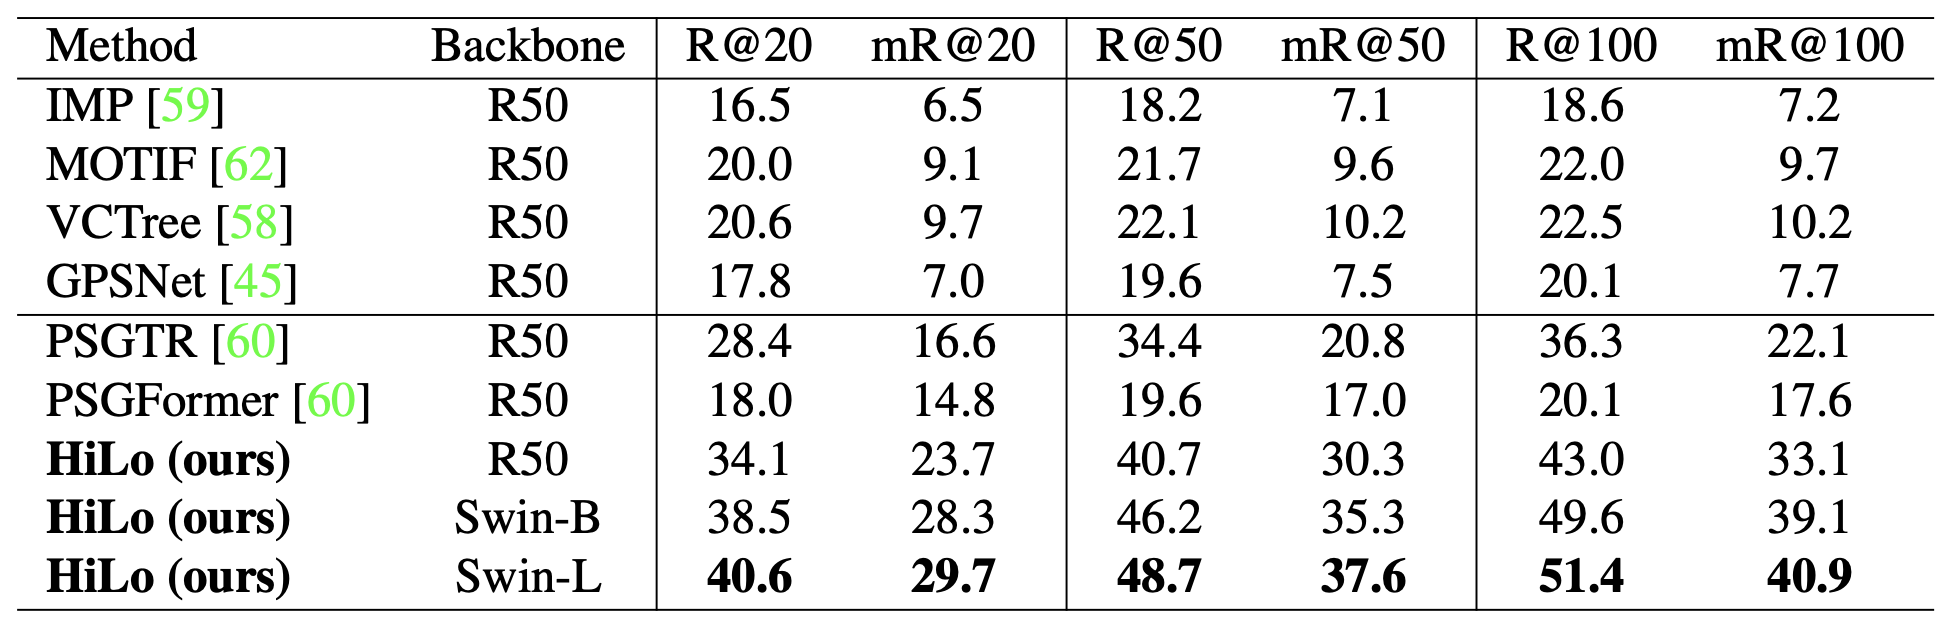 Method Backbone R@20 mR@20 R@50 mR@50 R@100 mR@100
IMP [59] R50 16.5 6.5 18.2 7.1 18.6 7.2
MOTIF [62] R50 20.0 9.1 21.7 9.6 22.0 9.7
VCTree [58] R50 20.6 9.7 22.1 10.2 22.5 10.2
GPSNet [45] R50 17.8 7.0 19.6 7.5 20.1 7.7
PSGTR [60] R50 28.4 16.6 34.4 20.8 36.3 22.1
PSGFormer [60] R50 18.0 14.8 19.6 17.0 20.1 17.6
HiLo (ours) R50 34.1 23.7 40.7 30.3 43.0 33.1
HiLo (ours) Swin-B 38.5 28.3 46.2 35.3 49.6 39.1
HiLo (ours) Swin-L 40.6 29.7 48.7 37.6 51.4 40.9